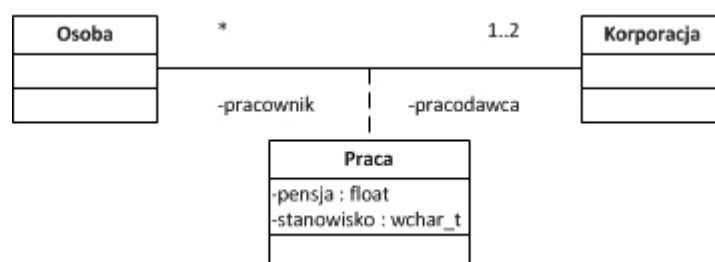 Osoba
*
1..2
Korporacja
-pracownik
-pracodawca
Praca
-pensja : float
-stanowisko : wchar_t